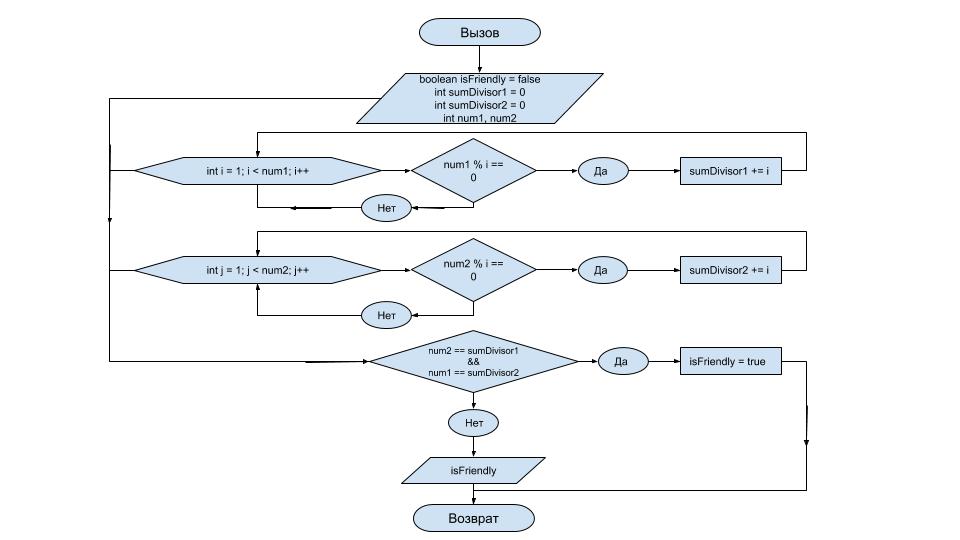 Вызов
boolean isFriendly = false
int sumDivisor1 = 0
int sumDivisor2 = 0
int num1, num2
int i = 1; i < num1; i++
num1 % i ==
0
Да
sumDivisor1 += i
Нет
int j = 1; j < num2; j++
num2 % i ==
0
Да
sumDivisor2 += i
Нет
num2 == sumDivisor1
&&
num1 == sumDivisor2
Да
isFriendly = true
Нет
isFriendly
Возврат